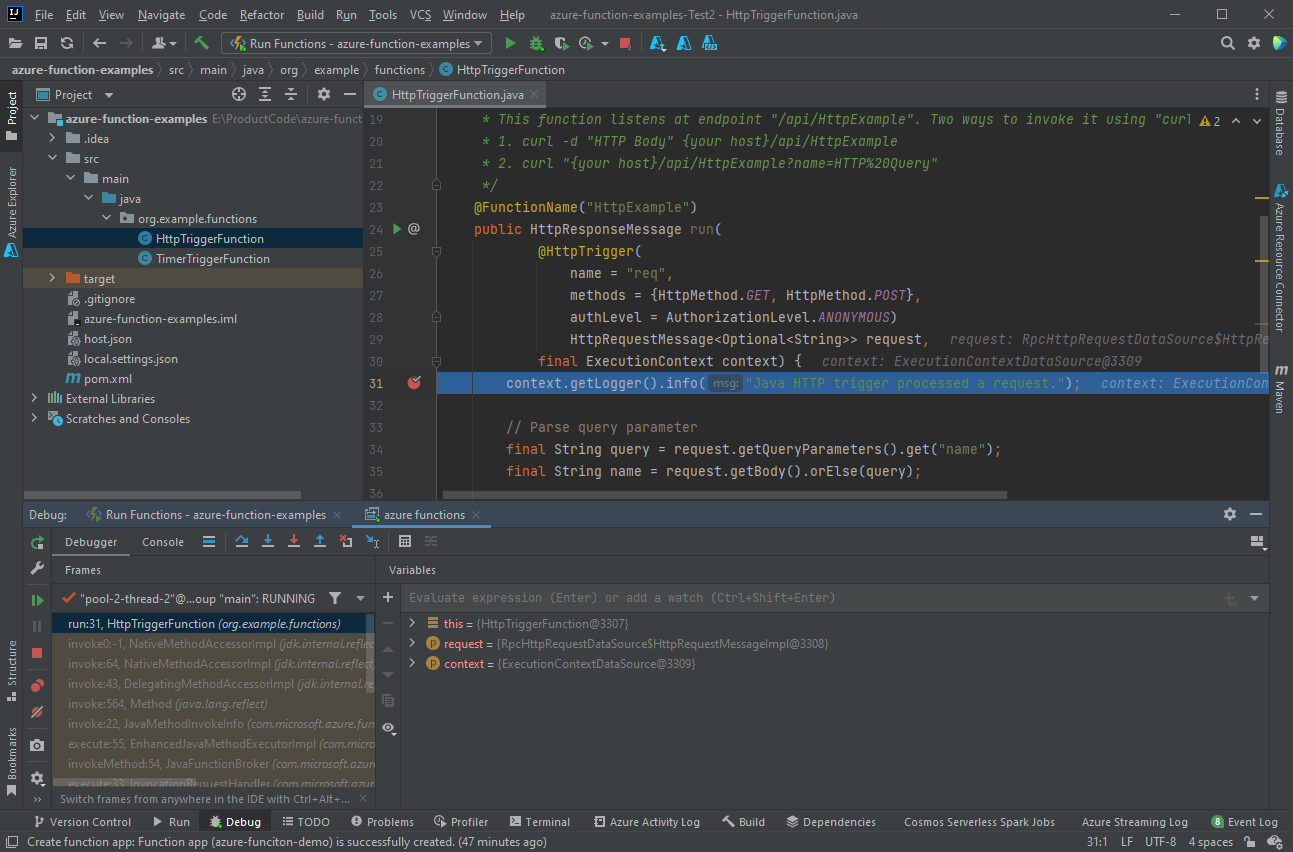 File Edit View Navigate Code Refactor Build Run Tools VCS Window Help azure-function-examples-Test2 - HttpTriggerFunction.java
Run Functions - azure-function-examples
azure-function-examples src main java org example functions HttpTriggerFunction
Project
HttpTriggerFunction.java
azure-function-examples E:\ProductCode\azure-funct
.idea
src
main
java
org.example.functions
HttpTriggerFunction
TimerTriggerFunction
target
.gitignore
azure-function-examples.iml
host.json
local.settings.json
pom.xml
External Libraries
Scratches and Consoles
Project
Azure Explorer
Structure
Bookmarks
2
19 * This function listens at endpoint "/api/HttpExample". Two ways to invoke it using "curl
20 * 1. curl -d "HTTP Body" {your host}/api/HttpExample
21 * 2. curl "{your host}/api/HttpExample?name=HTTP%20Query"
22 */
23 @FunctionName("HttpExample")
24 @ public HttpResponseMessage run(
25 @HttpTrigger(
26 name = "req",
27 methods = {HttpMethod.GET, HttpMethod.POST},
28 authLevel = AuthorizationLevel.ANONYMOUS)
29 HttpRequestMessage<Optional<String>> request, request: RpcHttpRequestDataSource$HttpRe
30 final ExecutionContext context) { context: ExecutionContextDataSource@3309
31 context.getLogger().info( msg: "Java HTTP trigger processed a request."); context: ExecutionCon
32
33 // Parse query parameter
34 final String query = request.getQueryParameters().get("name");
35 final String name = request.getBody().orElse(query);
36
Database
Azure Resource Connector
Maven
Debug: Run Functions - azure-function-examples azure functions
Debugger Console
Frames
Variables
"pool-2-thread-2"@...oup "main": RUNNING
Evaluate expression (Enter) or add a watch (Ctrl+Shift+Enter)
run:31, HttpTriggerFunction (org.example.functions)
invoke0:-1, NativeMethodAccessorImpl (jdk.internal.reflec
invoke:64, NativeMethodAccessorImpl (jdk.internal.reflect
invoke:43, DelegatingMethodAccessorImpl (jdk.internal.re
invoke:564, Method (java.lang.reflect)
invoke:22, JavaMethodInvokeInfo (com.microsoft.azure.fun
execute:55, EnhancedJavaMethodExecutorImpl (com.micro
invokeMethod:54, JavaFunctionBroker (com.microsoft.azur
execute:33, InvocationRequestHandler (com.microsoft.azure
this = {HttpTriggerFunction@3307}
request = {RpcHttpRequestDataSource$HttpRequestMessageImpl@3308}
context = {ExecutionContextDataSource@3309}
Switch frames from anywhere in the IDE with Ctrl+Alt+...
Version Control Run Debug TODO Problems Profiler Terminal Azure Activity Log Build Dependencies Cosmos Serverless Spark Jobs Azure Streaming Log 8 Event Log
Create function app: Function app (azure-funciton-demo) is successfully created. (47 minutes ago) 31:1 LF UTF-8 4 spaces